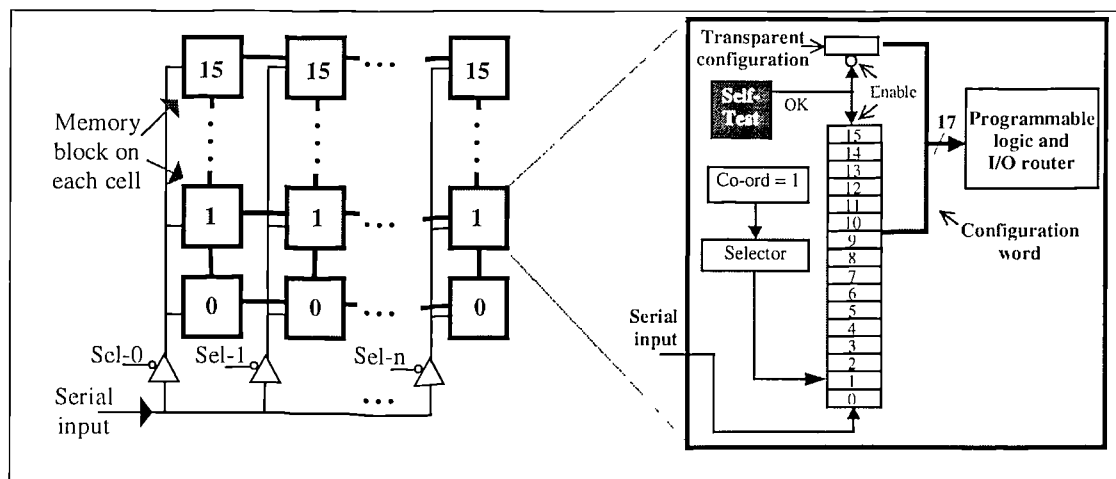 15
15
15
Memory
block on
each cell
1
1
1
0
0
0
Sel-0
Sel-1
Sel-n
Serial
input
Transparent
configuration
Self-
Test
OK
Enable
Co-ord = 1
Selector
15
14
13
12
11
10
9
8
7
6
5
4
3
2
1
0
17
Programmable
logic and
I/O router
Configuration
word
Serial
input